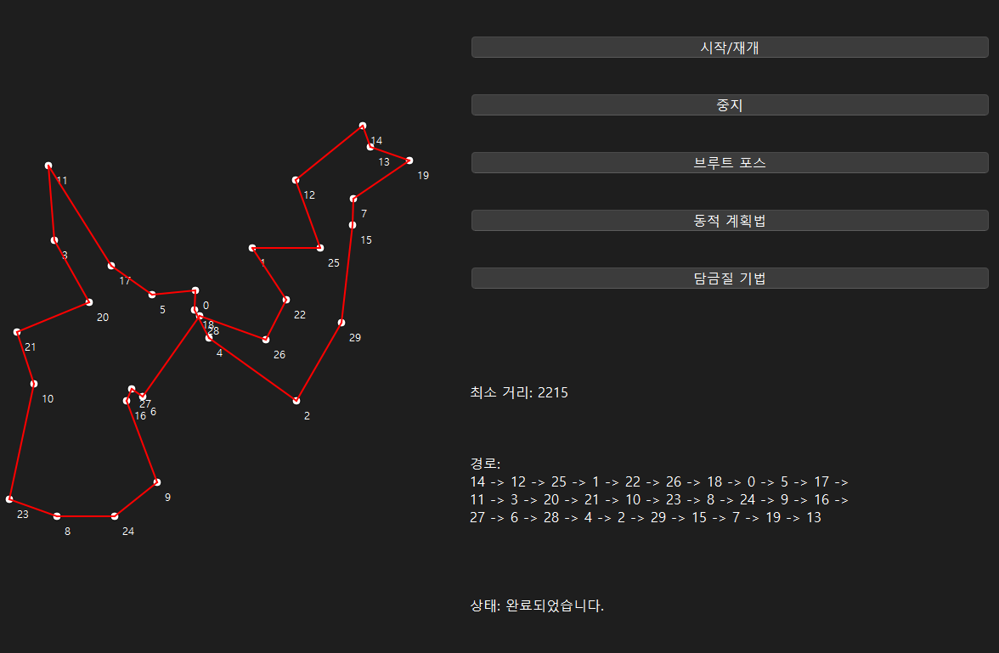 시작/재개
중지
브루트 포스
동적 계획법
담금질 기법
14
13
19
11
12
7
15
3
1
25
17
0
5
22
20
18
28
29
21
4
26
10
27
6
16
2
9
23
8
24
최소 거리: 2215
경로:
14 -> 12 -> 25 -> 1 -> 22 -> 26 -> 18 -> 0 -> 5 -> 17 ->
11 -> 3 -> 20 -> 21 -> 10 -> 23 -> 8 -> 24 -> 9 -> 16 ->
27 -> 6 -> 28 -> 4 -> 2 -> 29 -> 15 -> 7 -> 19 -> 13
상태: 완료되었습니다.